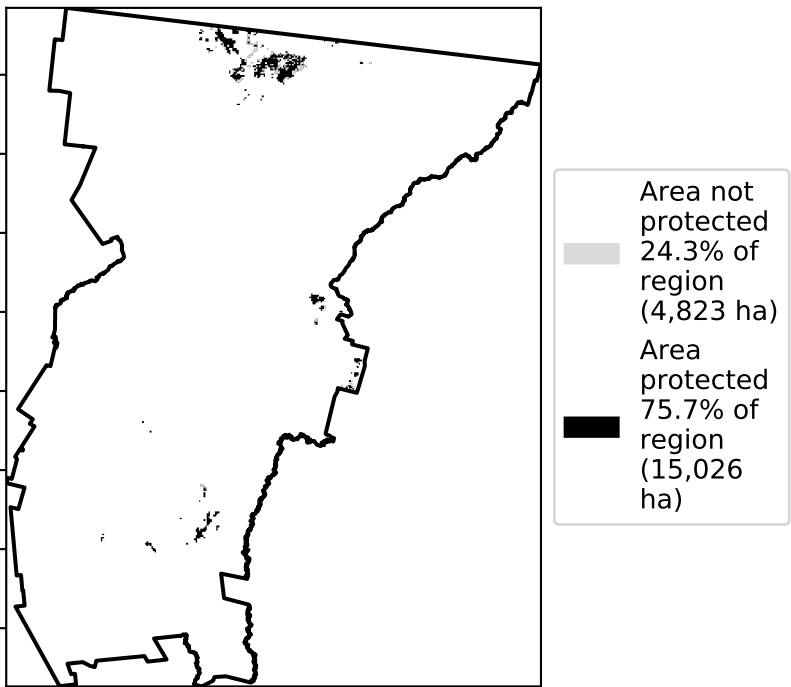 Area not
protected
24.3% of
region
(4,823 ha)
Area
protected
75.7% of
region
(15,026
ha)